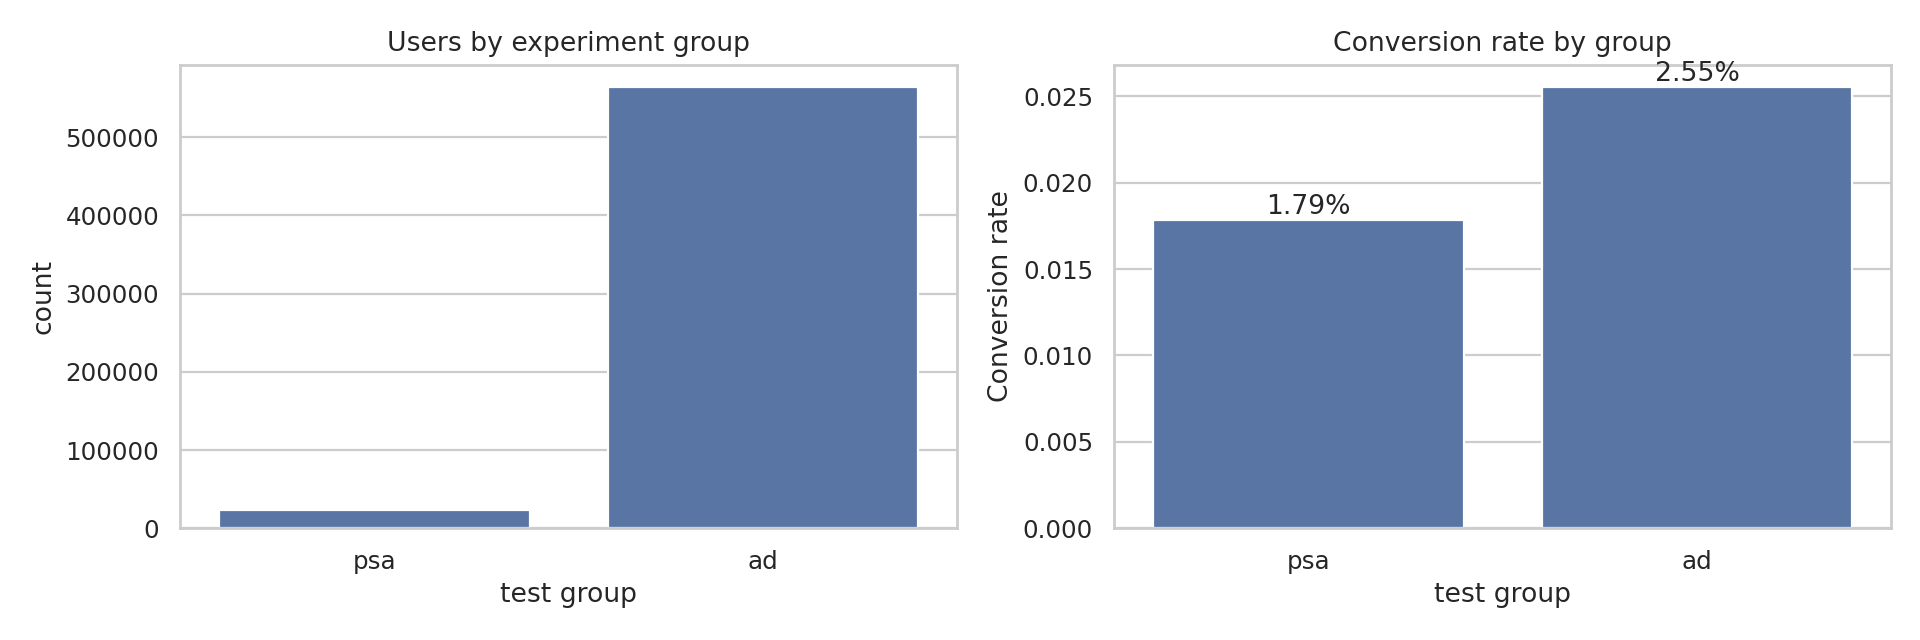 Users by experiment group
500000
400000
300000
200000
100000
0
count
psa
ad
test group
Conversion rate by group
2.55%
1.79%
0.025
0.020
0.015
0.010
0.005
0.000
Conversion rate
psa
ad
test group